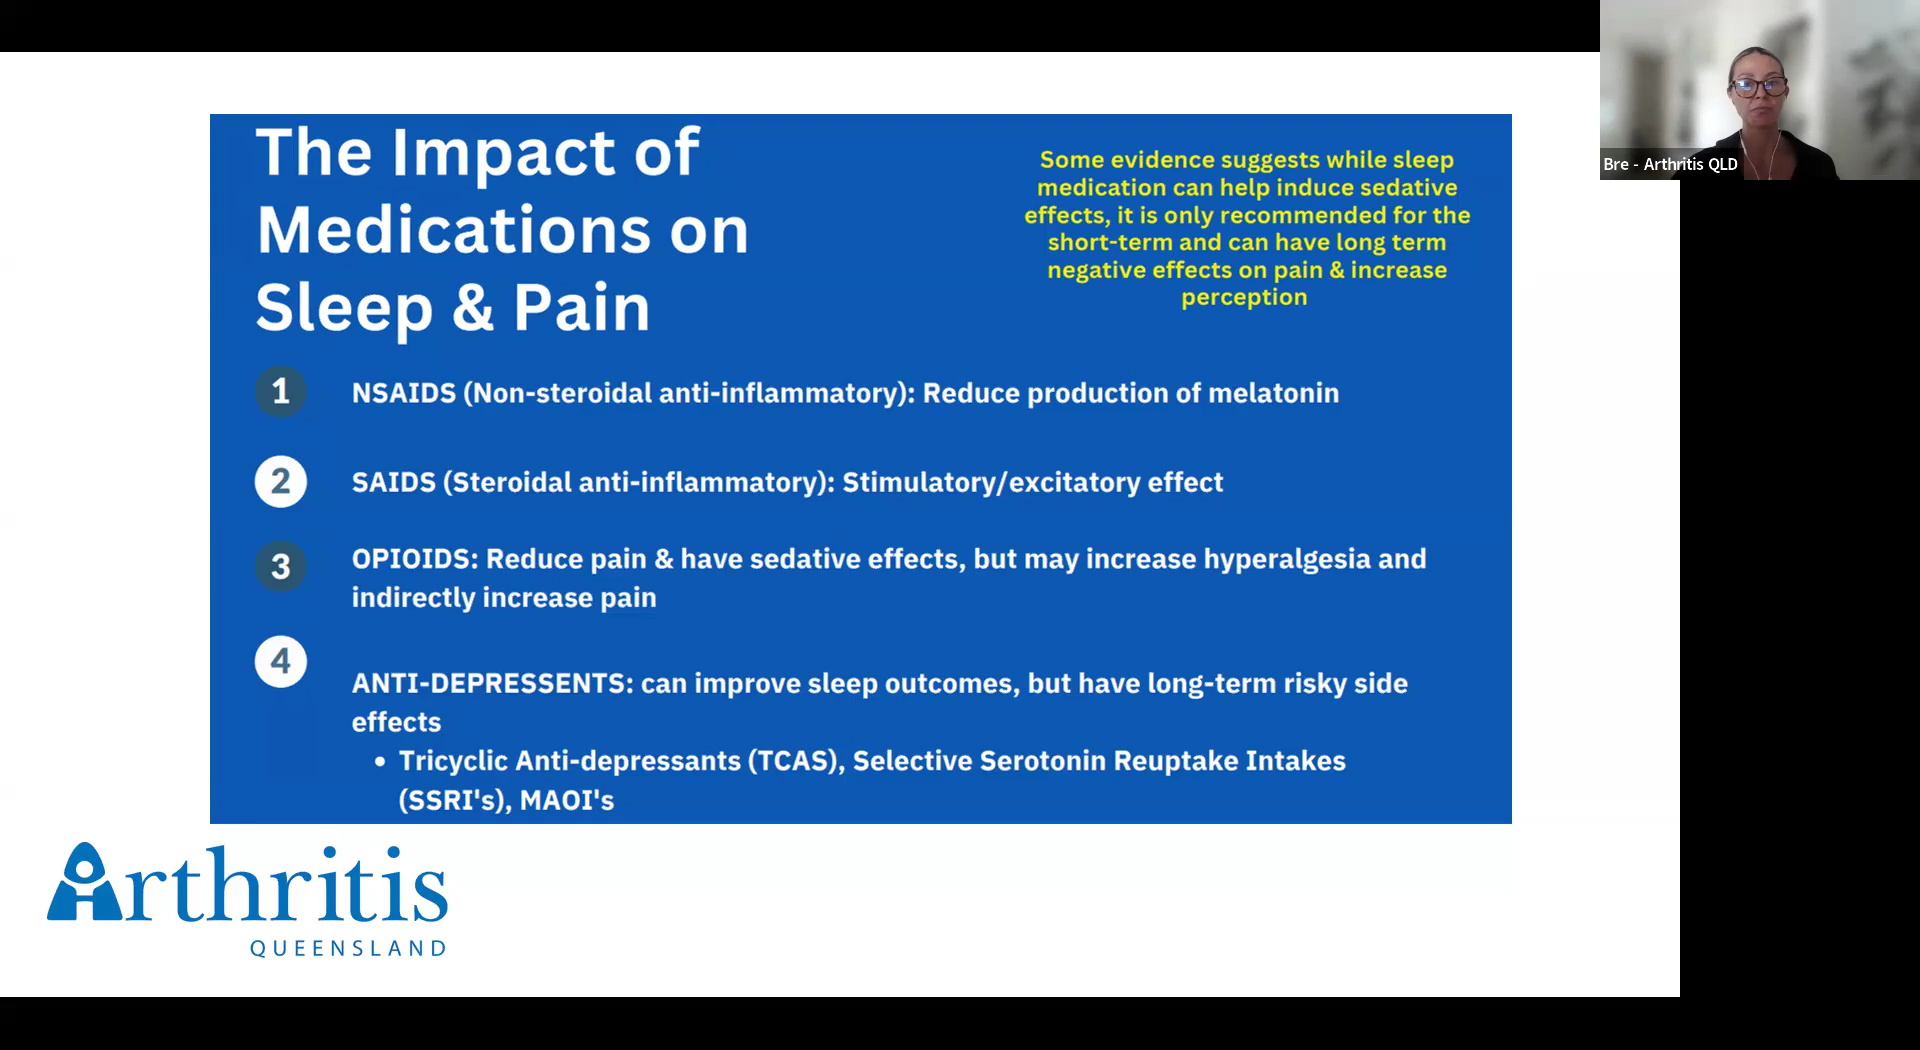 The Impact of
Medications on
Sleep & Pain
Some evidence suggests while sleep
medication can help induce sedative
effects, it is only recommended for the
short-term and can have long term
negative effects on pain & increase
perception
1 NSAIDS (Non-steroidal anti-inflammatory): Reduce production of melatonin
2 SAIDS (Steroidal anti-inflammatory): Stimulatory/excitatory effect
3 OPIOIDS: Reduce pain & have sedative effects, but may increase hyperalgesia and
indirectly increase pain
4
ANTI-DEPRESSENTS: can improve sleep outcomes, but have long-term risky side
effects
• Tricyclic Anti-depressants (TCAS), Selective Serotonin Reuptake Intakes
(SSRI's), MAOI's
Arthritis
QUEENSLAND
Bre - Arthritis QLD